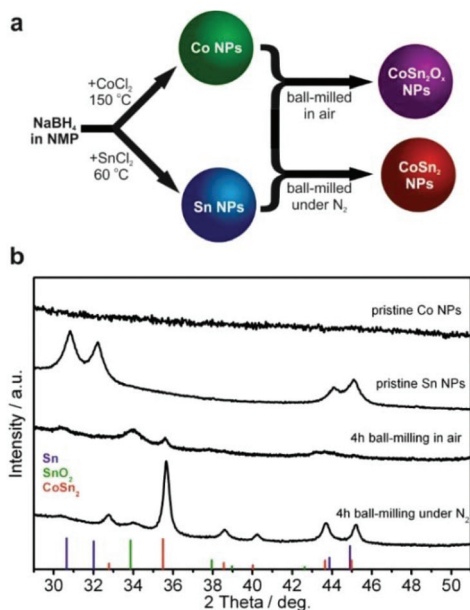 a
Co NPs
CoSn₂Oₓ
NPs
+CoCl₂
150 °C
ball-milled
in air
NaBH₄
in NMP
+SnCl₂
60 °C
ball-milled
under N₂
Sn NPs
CoSn₂
NPs
b
pristine Co NPs
pristine Sn NPs
4h ball-milling in air
4h ball-milling under N₂
Sn
SnO₂
CoSn₂
Intensity / a.u.
30 32 34 36 38 40 42 44 46 48 50
2 Theta / deg.